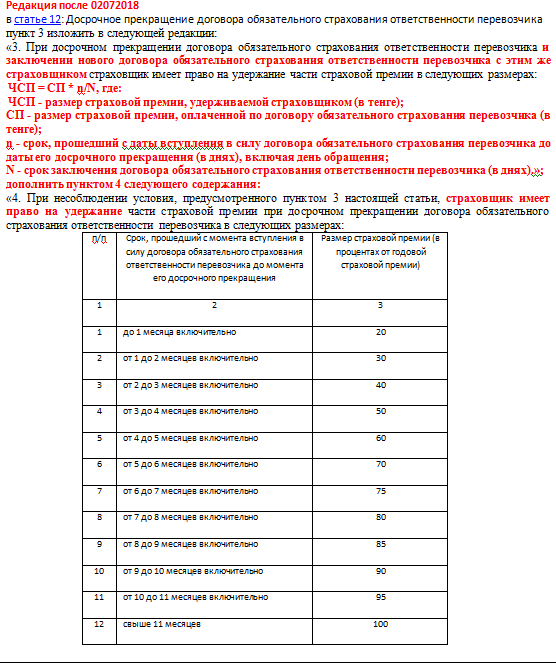 Редакция после 02072018
в статье 12: Досрочное прекращение договора обязательного страхования ответственности перевозчика
пункт 3 изложить в следующей редакции:
«3. При досрочном прекращении договора обязательного страхования ответственности перевозчика и
заключении нового договора обязательного страхования ответственности перевозчика с этим же
страховщиком страховщик имеет право на удержание части страховой премии в следующих размерах:
ЧСП = СП * n/N, где:
ЧСП - размер страховой премии, удерживаемой страховщиком (в тенге);
СП - размер страховой премии, оплаченной по договору обязательного страхования перевозчика (в
тенге);
n - срок, прошедший с даты вступления в силу договора обязательного страхования перевозчика до
даты его досрочного прекращения (в днях), включая день обращения;
N - срок заключения договора обязательного страхования ответственности перевозчика (в днях).»;
дополнить пунктом 4 следующего содержания:
«4. При несоблюдении условия, предусмотренного пунктом 3 настоящей статьи, страховщик имеет
право на удержание части страховой премии при досрочном прекращении договора обязательного
страхования ответственности перевозчика в следующих размерах:
п/п Срок, прошедший с момента вступления в Размер страховой премии (в
силу договора обязательного страхования процентах от годовой
ответственности перевозчика до момента страховой премии)
его досрочного прекращения
1 2 3
1 до 1 месяца включительно 20
2 от 1 до 2 месяцев включительно 30
3 от 2 до 3 месяцев включительно 40
4 от 3 до 4 месяцев включительно 50
5 от 4 до 5 месяцев включительно 60
6 от 5 до 6 месяцев включительно 70
7 от 6 до 7 месяцев включительно 75
8 от 7 до 8 месяцев включительно 80
9 от 8 до 9 месяцев включительно 85
10 от 9 до 10 месяцев включительно 90
11 от 10 до 11 месяцев включительно 95
12 свыше 11 месяцев 100